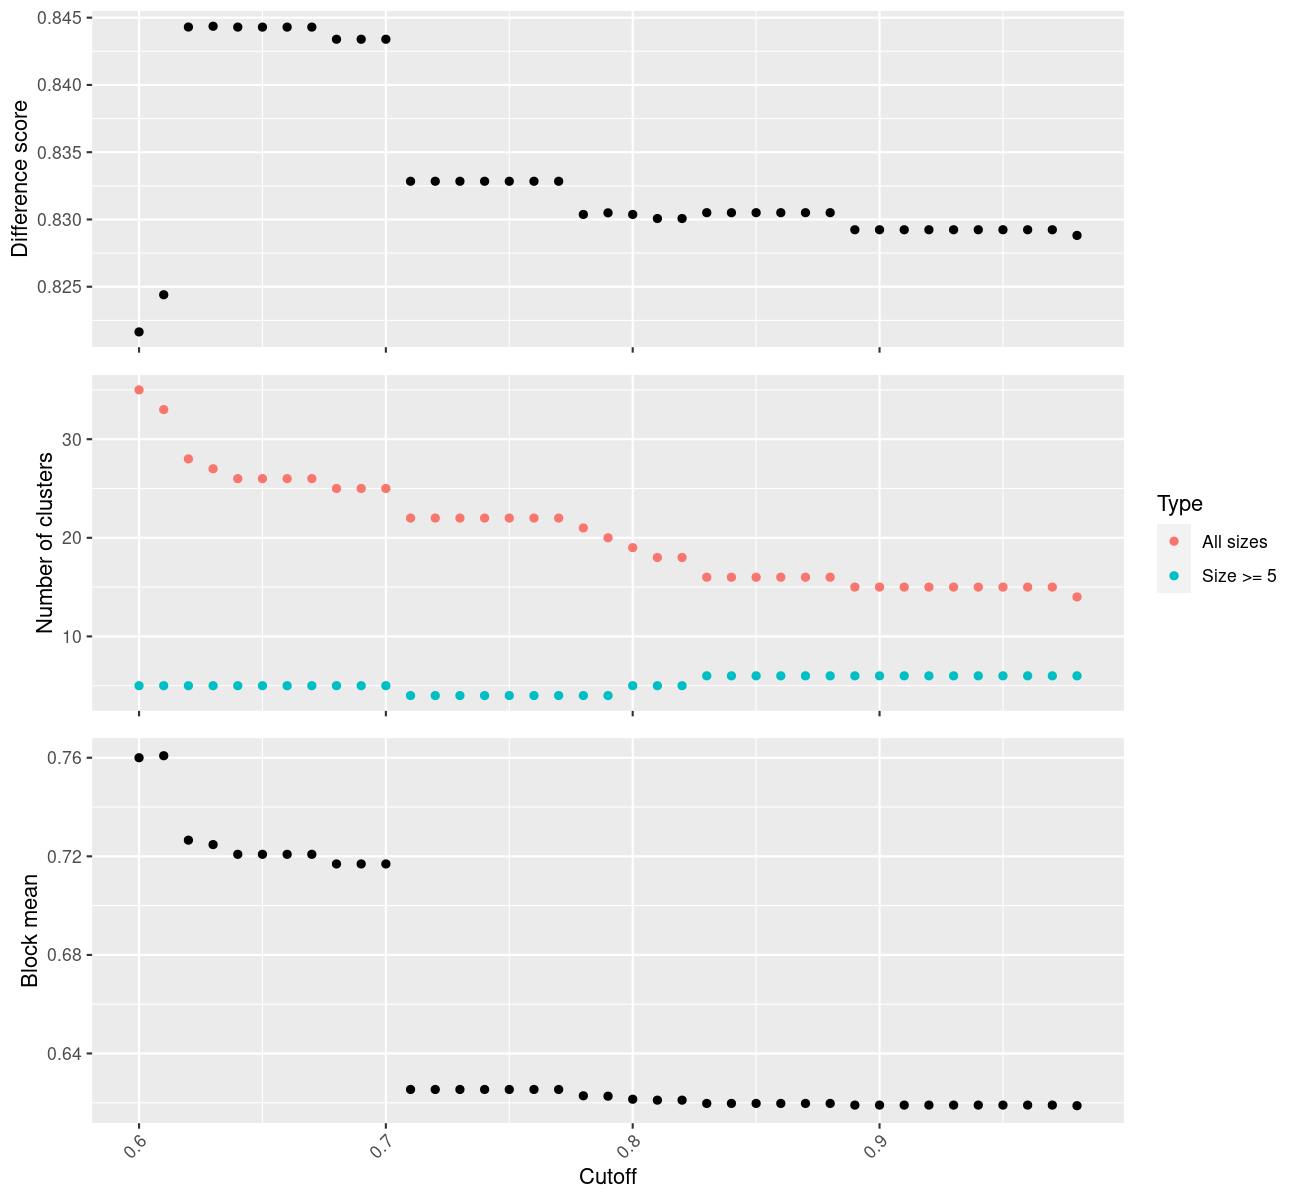 Difference score
0.845
0.840
0.835
0.830
0.825
Number of clusters
30
20
10
Type
All sizes
Size >= 5
Block mean
0.76
0.72
0.68
0.64
0.6
0.7
0.8
0.9
Cutoff